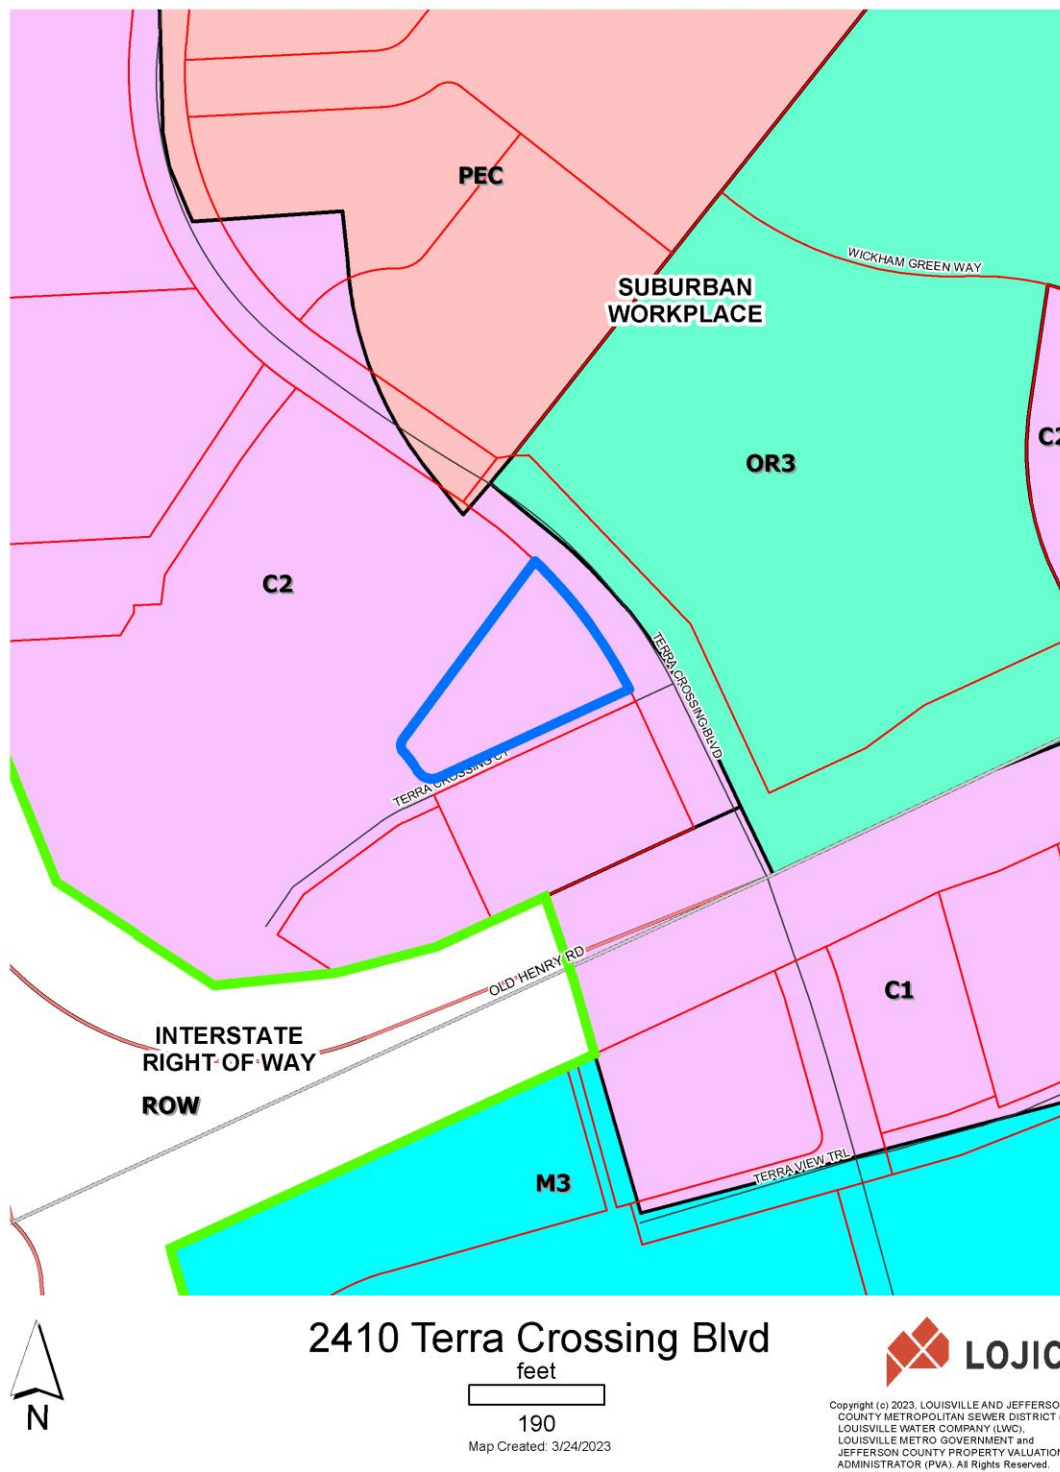 PEC
WICKHAM GREEN WAY
SUBURBAN
WORKPLACE
OR3
C2
C2
TERRA CROSSING BLVD
TERRA CROSSING CT
OLD HENRY RD
C1
INTERSTATE
RIGHT OF WAY
ROW
TERRA VIEW TRL
M3
2410 Terra Crossing Blvd
feet
190
Map Created: 3/24/2023
N
LOJIC
Copyright (c) 2023, LOUISVILLE AND JEFFERSO
COUNTY METROPOLITAN SEWER DISTRICT (
LOUISVILLE WATER COMPANY (LWC),
LOUISVILLE METRO GOVERNMENT and
JEFFERSON COUNTY PROPERTY VALUATION
ADMINISTRATOR (PVA). All Rights Reserved.